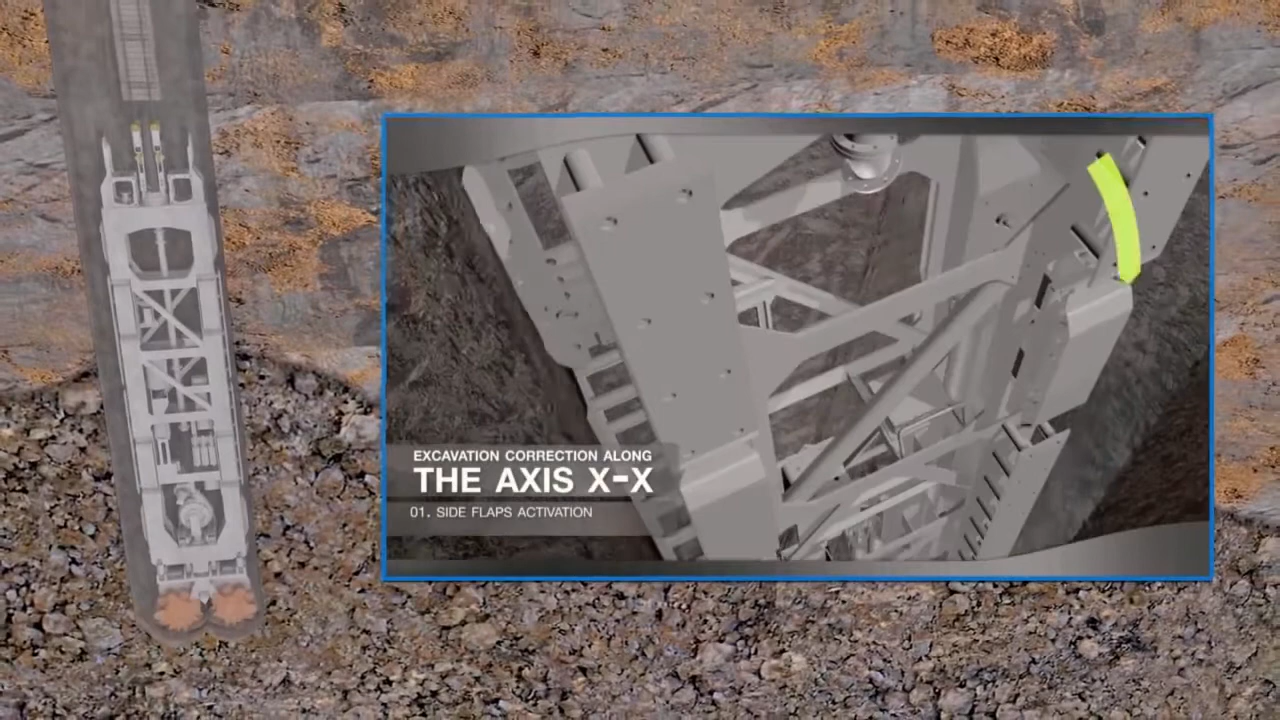 EXCAVATION CORRECTION ALONG
THE AXIS X-X
01. SIDE FLAPS ACTIVATION